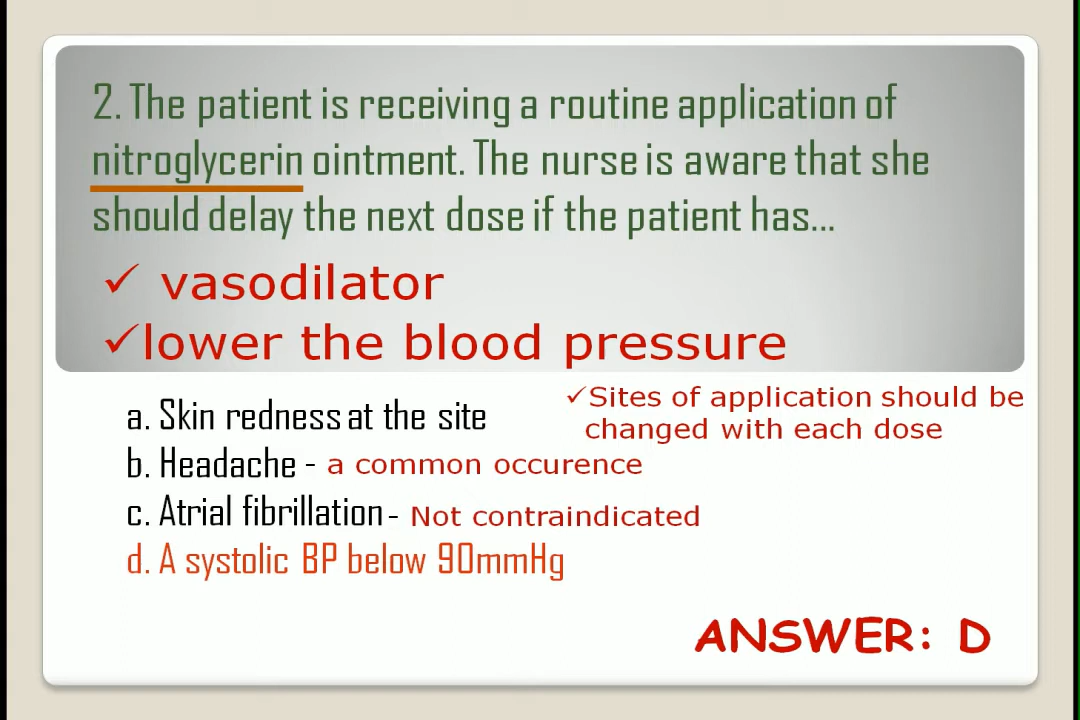 2. The patient is receiving a routine application of
nitroglycerin ointment. The nurse is aware that she
should delay the next dose if the patient has...
✓ vasodilator
✓lower the blood pressure
a. Skin redness at the site
✓Sites of application should be
changed with each dose
b. Headache - a common occurence
c. Atrial fibrillation - Not contraindicated
d. A systolic BP below 90mmHg
ANSWER: D